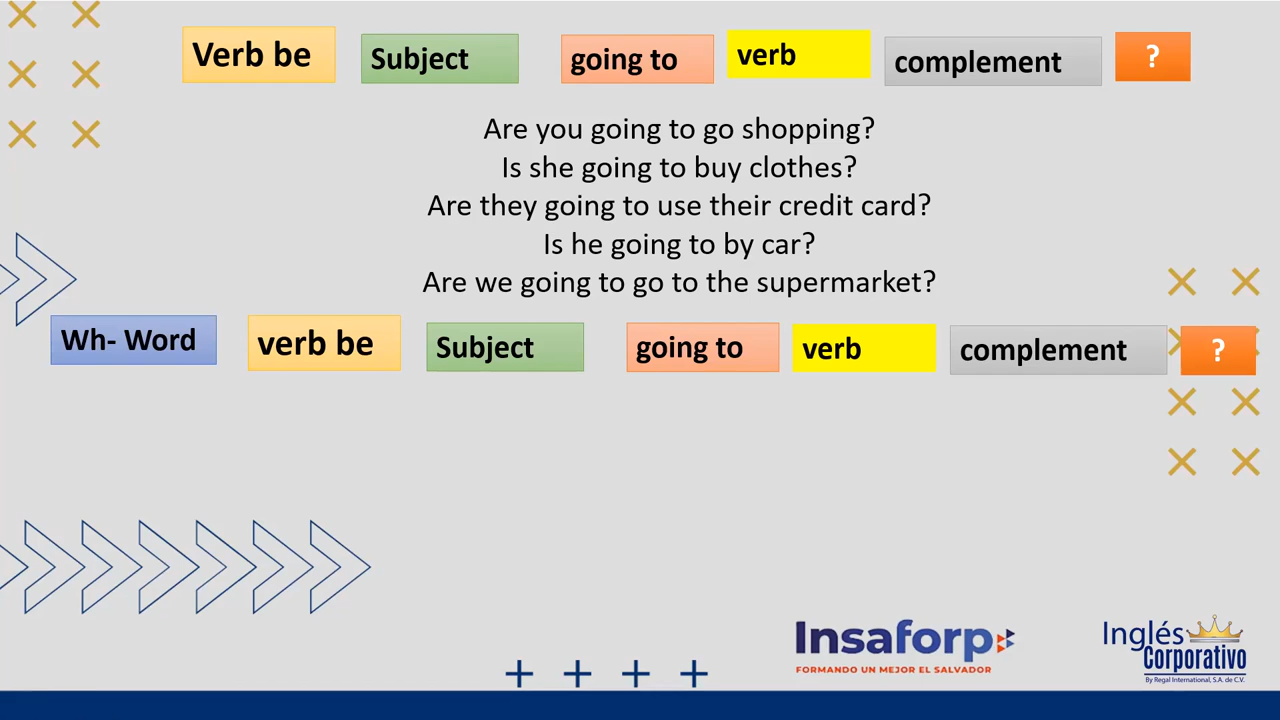 Verb be Subject going to verb complement ?
Are you going to go shopping?
Is she going to buy clothes?
Are they going to use their credit card?
Is he going to by car?
Are we going to go to the supermarket?
Wh- Word verb be Subject going to verb complement ?
Insaforp
FORMANDO UN MEJOR EL SALVADOR
Inglés
Corporativo
By Regal International, S.A. de C.V.